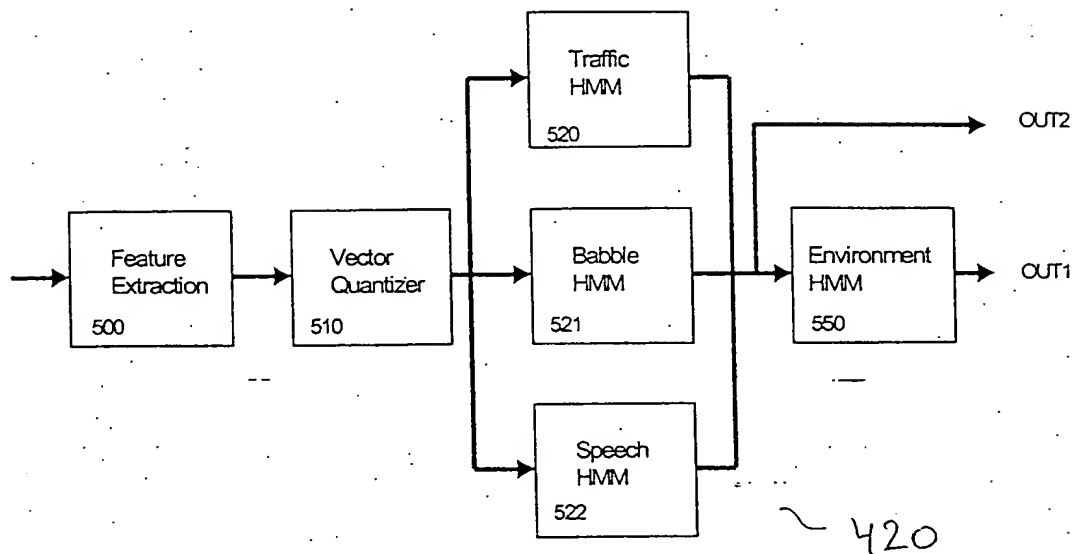 Traffic
HMM
520
OUT2
Feature
Extraction
500
Vector
Quantizer
510
Babble
HMM
521
Environment
HMM
550
OUT1
Speech
HMM
522
420